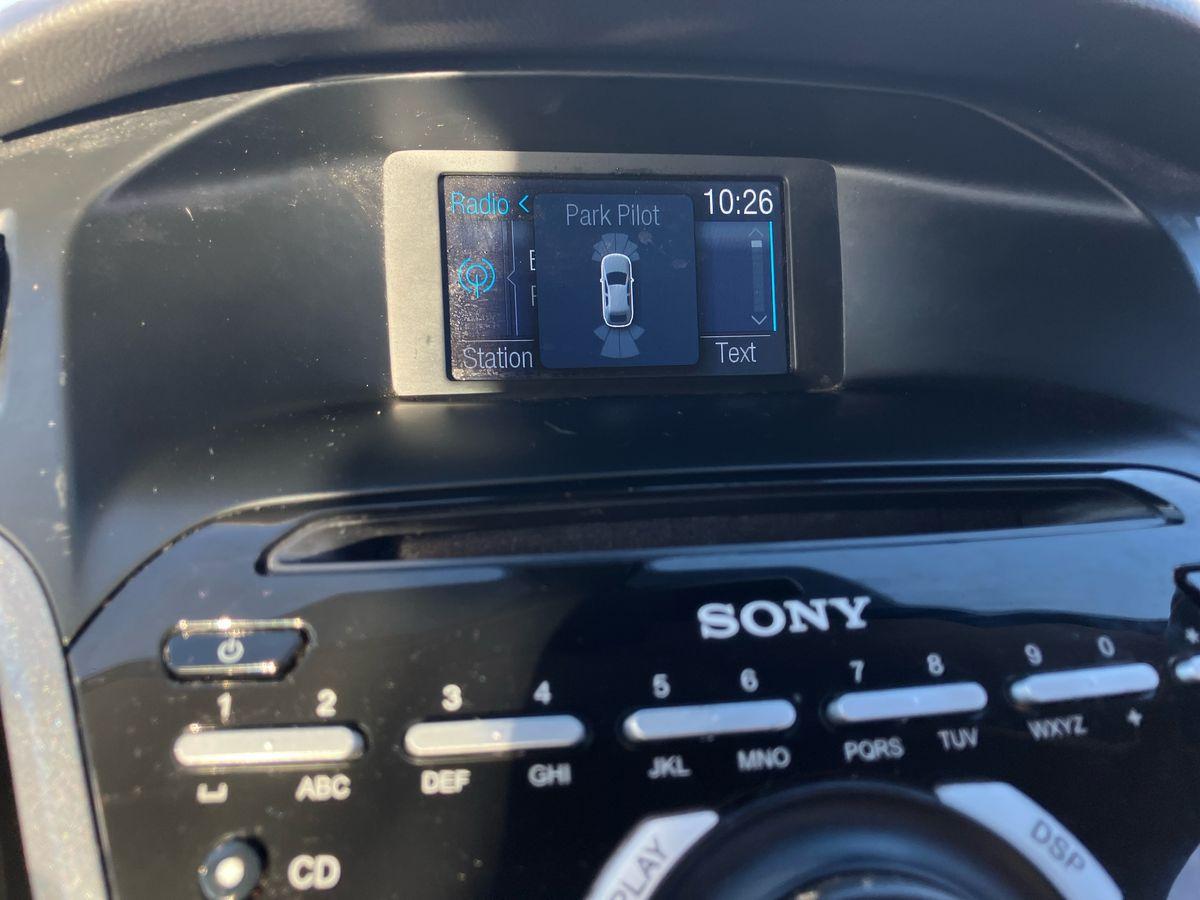 Radio
Park Pilot
10:26
Station
Text
SONY
1 2 3 4 5 6 7 8 9 0
ABC DEF GHI JKL MNO PQRS TUV WXYZ +
CD
PLAY
DSP